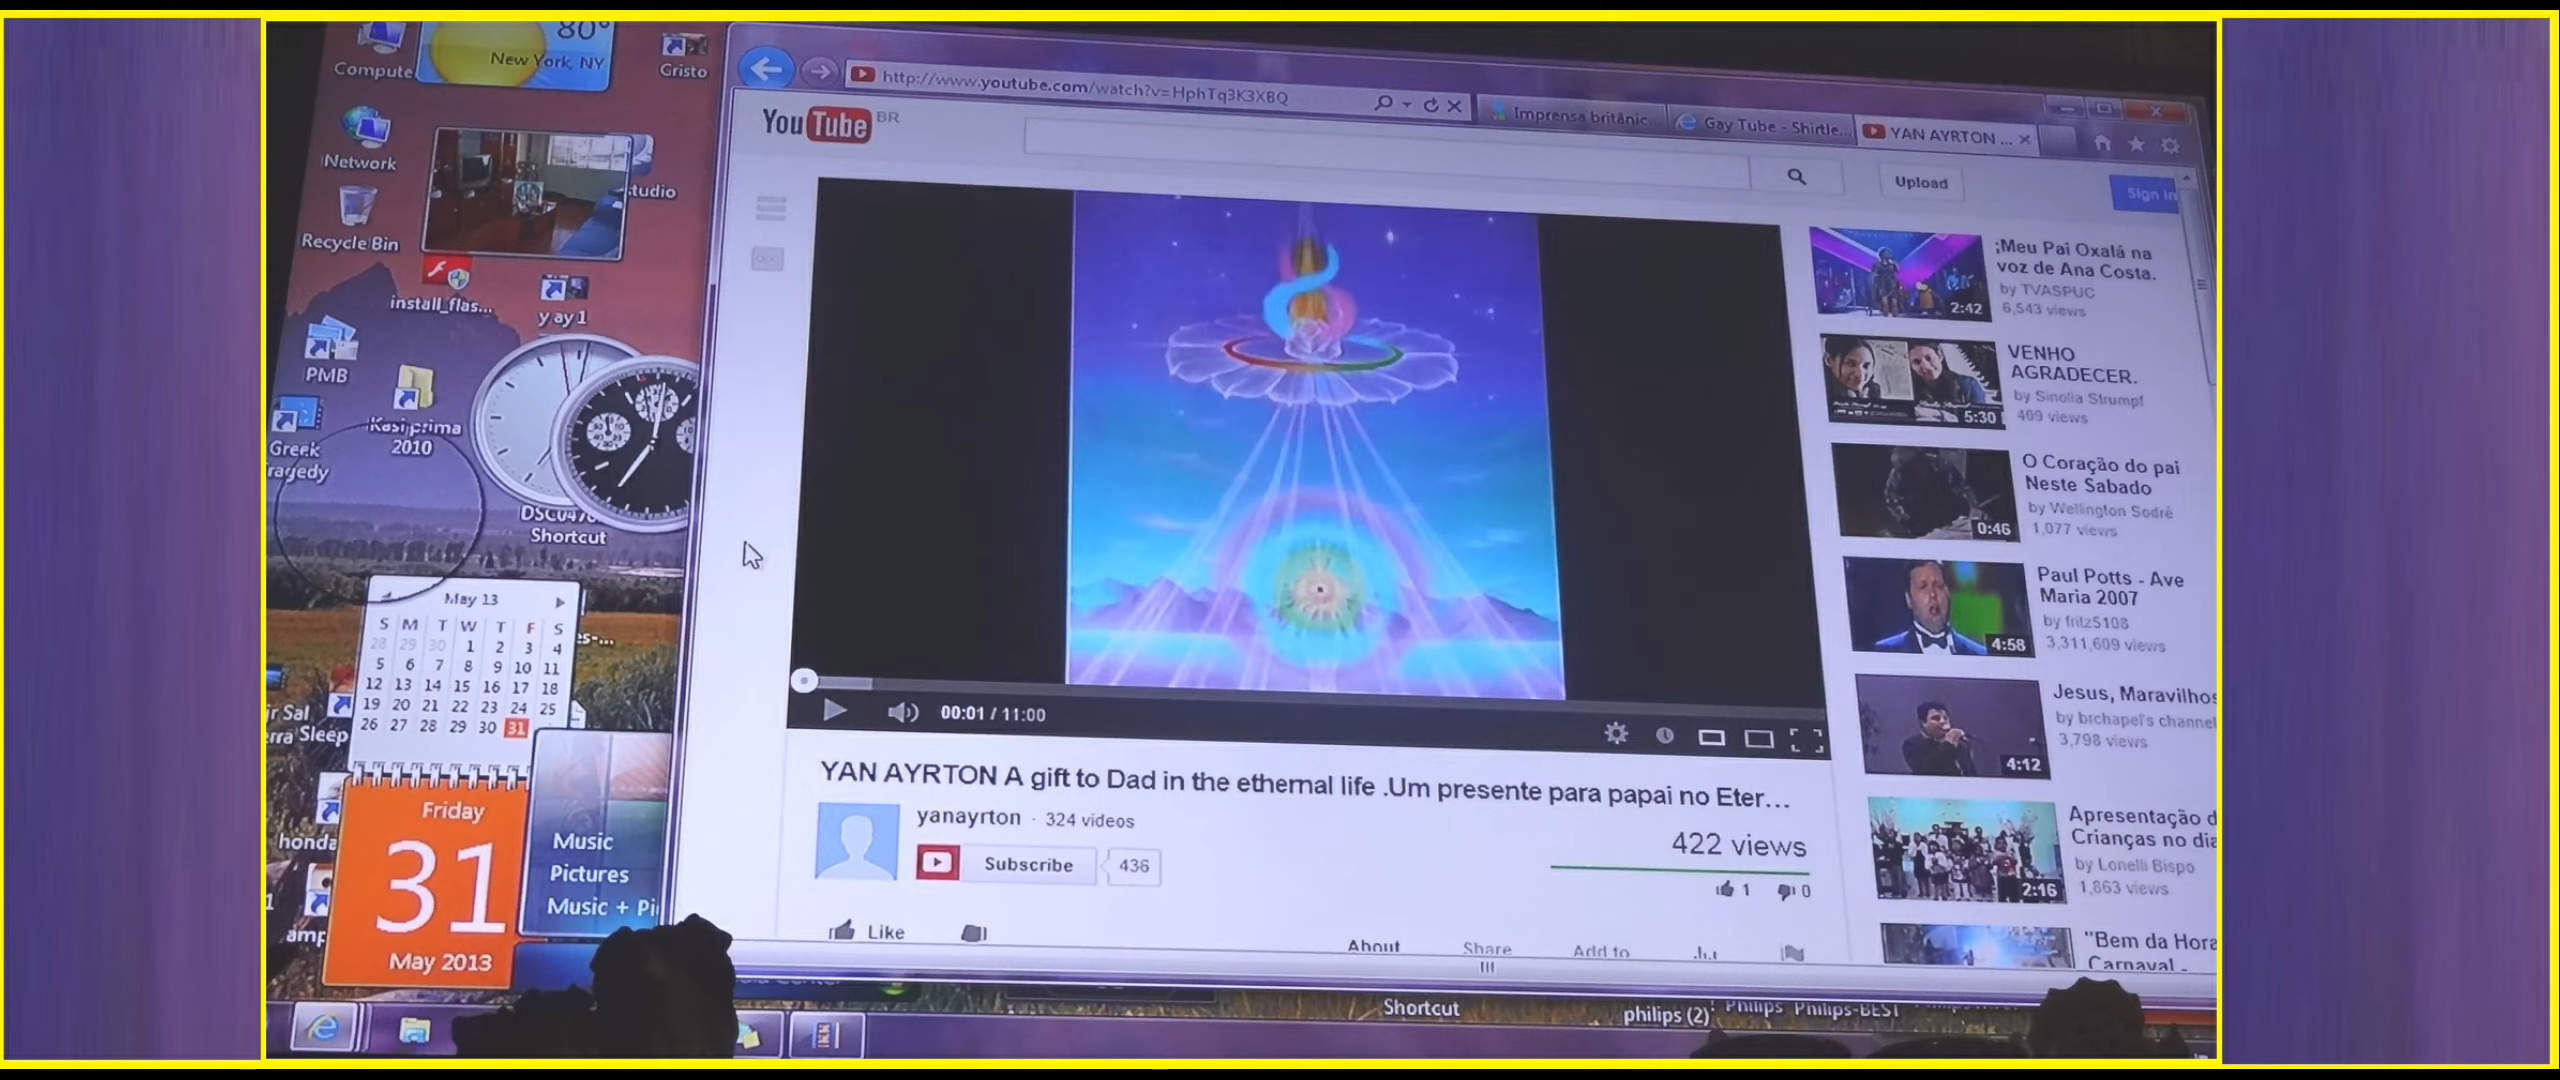 80°
New York, NY
Compute
Cristo
Network
tudio
Recycle Bin
install_flas...
y ay 1
PMB
Kasi prima
2010
Greek
ragedy
Shortcut
May 13
S M T W T F S
28 29 30 1 2 3 4
5 6 7 8 9 10 11
12 13 14 15 16 17 18
19 20 21 22 23 24 25
26 27 28 29 30 31
es-...
ir Sal
rra Sleep
honda
1
amp
Friday
31
May 2013
Music
Pictures
Music + Pi
http://www.youtube.com/watch?v=HphTq3K3XBQ
Imprensa britânic...
Gay Tube - Shirtle...
YAN AYRTON ...
YouTube BR
Upload
Sign in
00:01 / 11:00
YAN AYRTON A gift to Dad in the ethernal life .Um presente para papai no Eter...
yanayrton · 324 videos
Subscribe 436
422 views
1 0
Like
About Share Add to
2:42
;Meu Pai Oxalá na
voz de Ana Costa.
by TVASPUC
6,543 views
5:30
VENHO
AGRADECER.
by Sinolia Strumpf
409 views
0:46
O Coração do pai
Neste Sabado
by Wellington Sodré
1,077 views
4:58
Paul Potts - Ave
Maria 2007
by fritz5108
3,311,609 views
4:12
Jesus, Maravilhos
by brchapel's channel
3,798 views
2:16
Apresentação d
Crianças no dia
by Lonelli Bispo
1,863 views
"Bem da Hora
Carnaval -
Shortcut
philips (2)
Philips
Philips-BEST